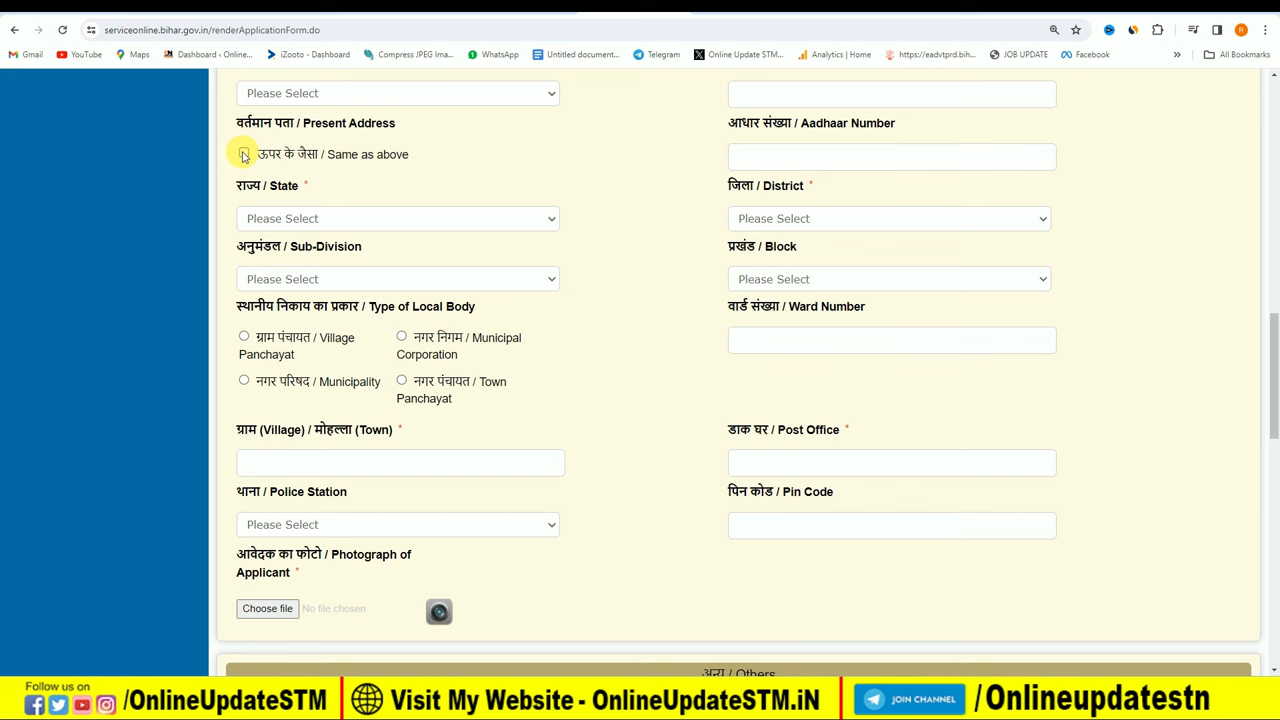 serviceonline.bihar.gov.in/renderApplicationForm.do
Gmail YouTube Maps Dashboard ‹ Online... iZooto - Dashboard Compress JPEG Ima... WhatsApp Untitled document... Telegram Online Update STM... Analytics | Home https://eadvtprd.bih... JOB UPDATE Facebook » All Bookmarks
Please Select
वर्तमान पता / Present Address आधार संख्या / Aadhaar Number
ऊपर के जैसा / Same as above
राज्य / State * जिला / District *
Please Select Please Select
अनुमंडल / Sub-Division प्रखंड / Block
Please Select Please Select
स्थानीय निकाय का प्रकार / Type of Local Body वार्ड संख्या / Ward Number
ग्राम पंचायत / Village नगर निगम / Municipal
Panchayat Corporation
नगर परिषद / Municipality नगर पंचायत / Town
Panchayat
ग्राम (Village) / मोहल्ला (Town) * डाक घर / Post Office *
थाना / Police Station पिन कोड / Pin Code
Please Select
आवेदक का फोटो / Photograph of
Applicant *
Choose file No file chosen
अन्य / Others
Follow us on
/OnlineUpdateSTM Visit My Website - OnlineUpdateSTM.iN JOIN CHANNEL /Onlineupdatestn